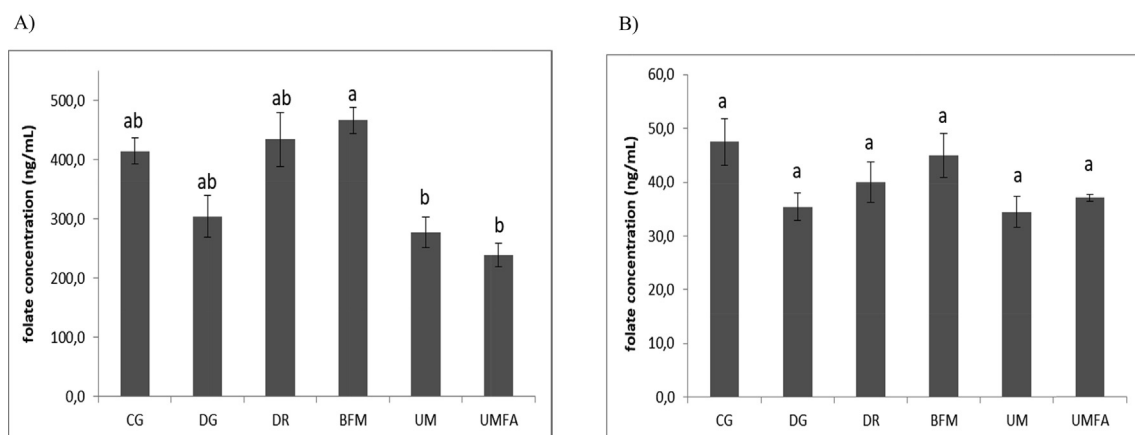 A)
folate concentration (ng/mL)
500,0
400,0
300,0
200,0
100,0
0,0
ab
ab
ab
a
b
b
CG DG DR BFM UM UMFA
B)
folate concentration (ng/mL)
60,0
50,0
40,0
30,0
20,0
10,0
0,0
a
a
a
a
a
a
CG DG DR BFM UM UMFA